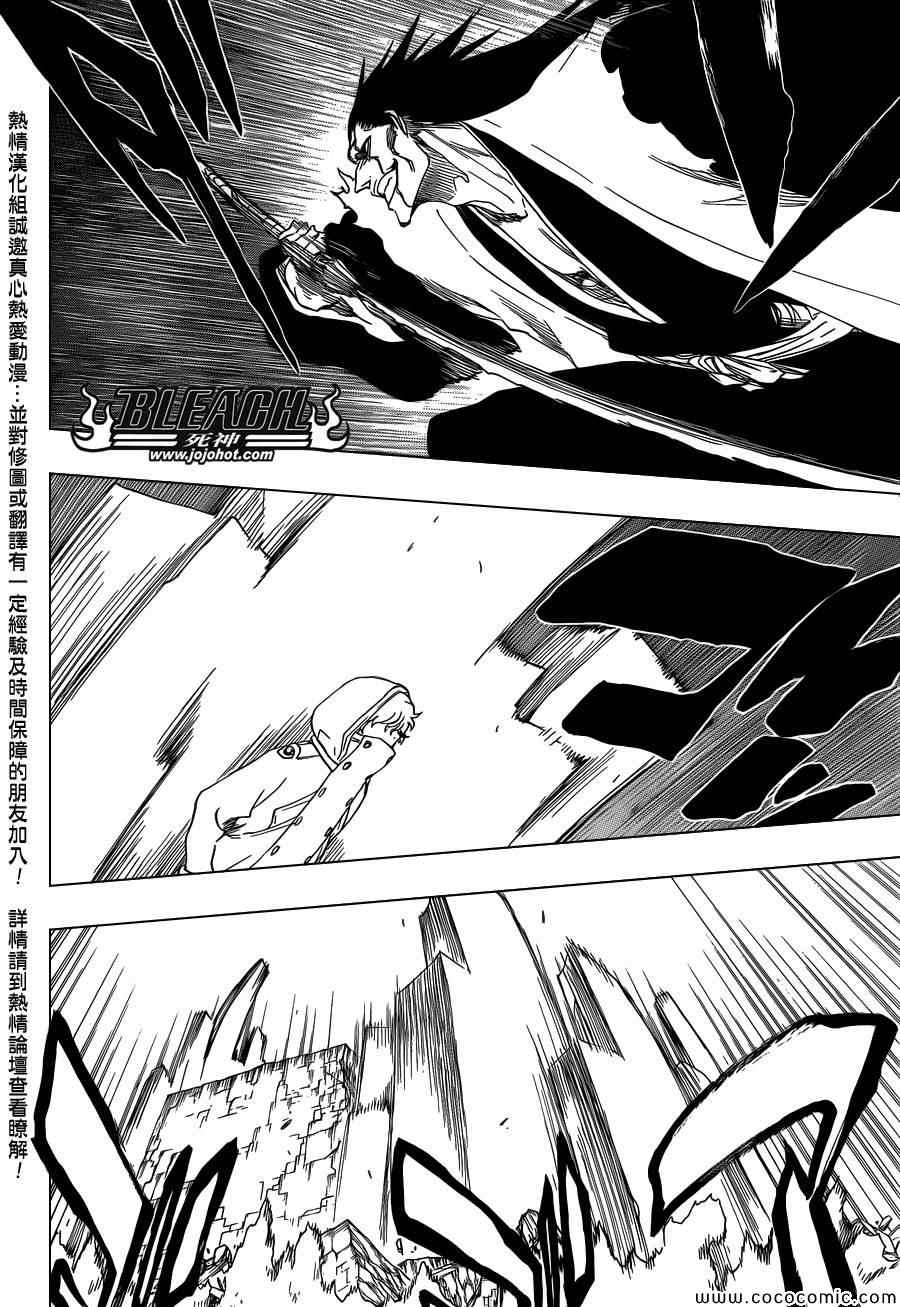 熱情漢化組誠邀真心熱愛動漫…並對修圖或翻譯有一定經驗及時間保障的朋友加入！
詳情請到熱情論壇查看瞭解！
BLEACH
死神
www.jojohot.com
www.cococomic.com